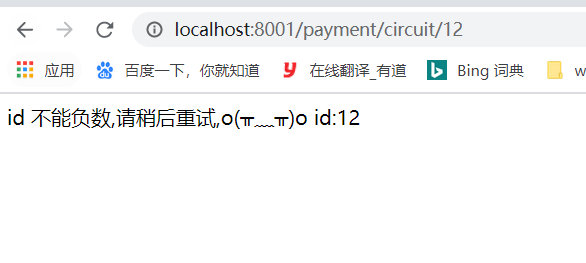 localhost:8001/payment/circuit/12
应用 百度一下，你就知道 在线翻译_有道 Bing 词典 w
id 不能负数,请稍后重试,o(╥﹏╥)o id:12